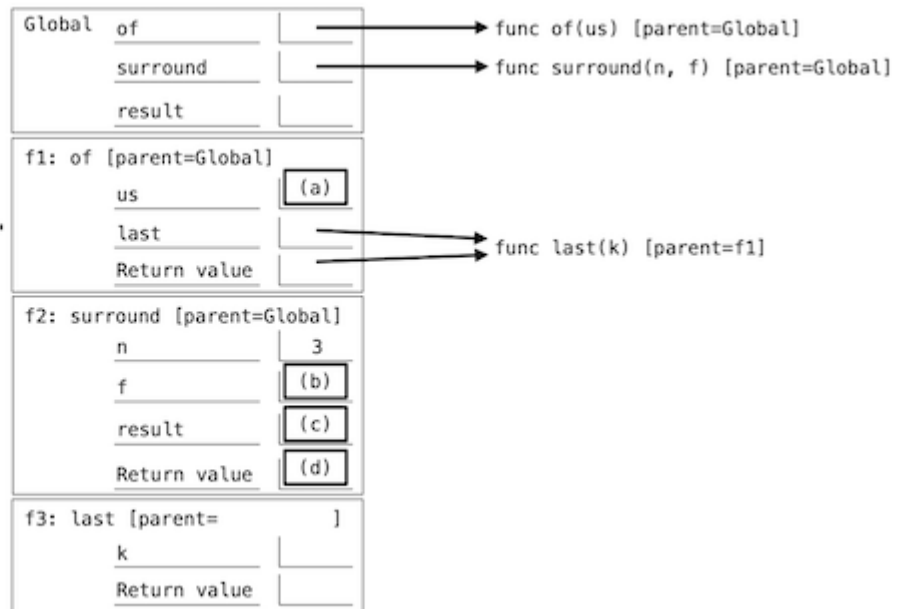 Global of func of(us) [parent=Global]
surround func surround(n, f) [parent=Global]
result
f1: of [parent=Global]
us (a)
last
func last(k) [parent=f1]
Return value
f2: surround [parent=Global]
n 3
f (b)
result (c)
Return value (d)
f3: last [parent= ]
k
Return value